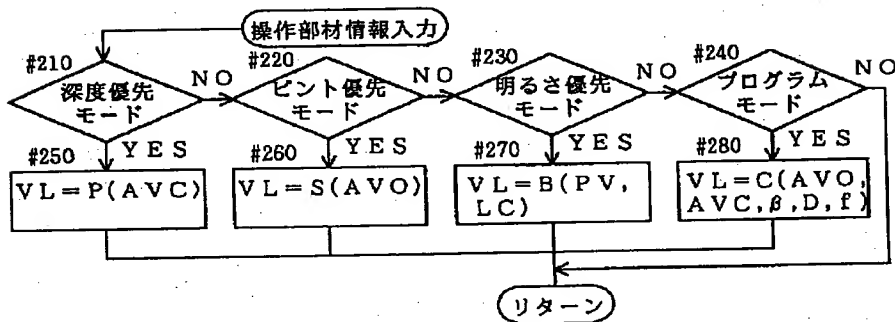 操作部材情報入力
#210
深度優先
モード
NO
#220
ピント優先
モード
NO
#230
明るさ優先
モード
NO
#240
プログラム
モード
NO
#250
YES
VL=P(AVC)
#260
YES
VL=S(AVO)
#270
YES
VL=B(PV,
LC)
#280
YES
VL=C(AVO,
AVC,β,D,f)
リターン